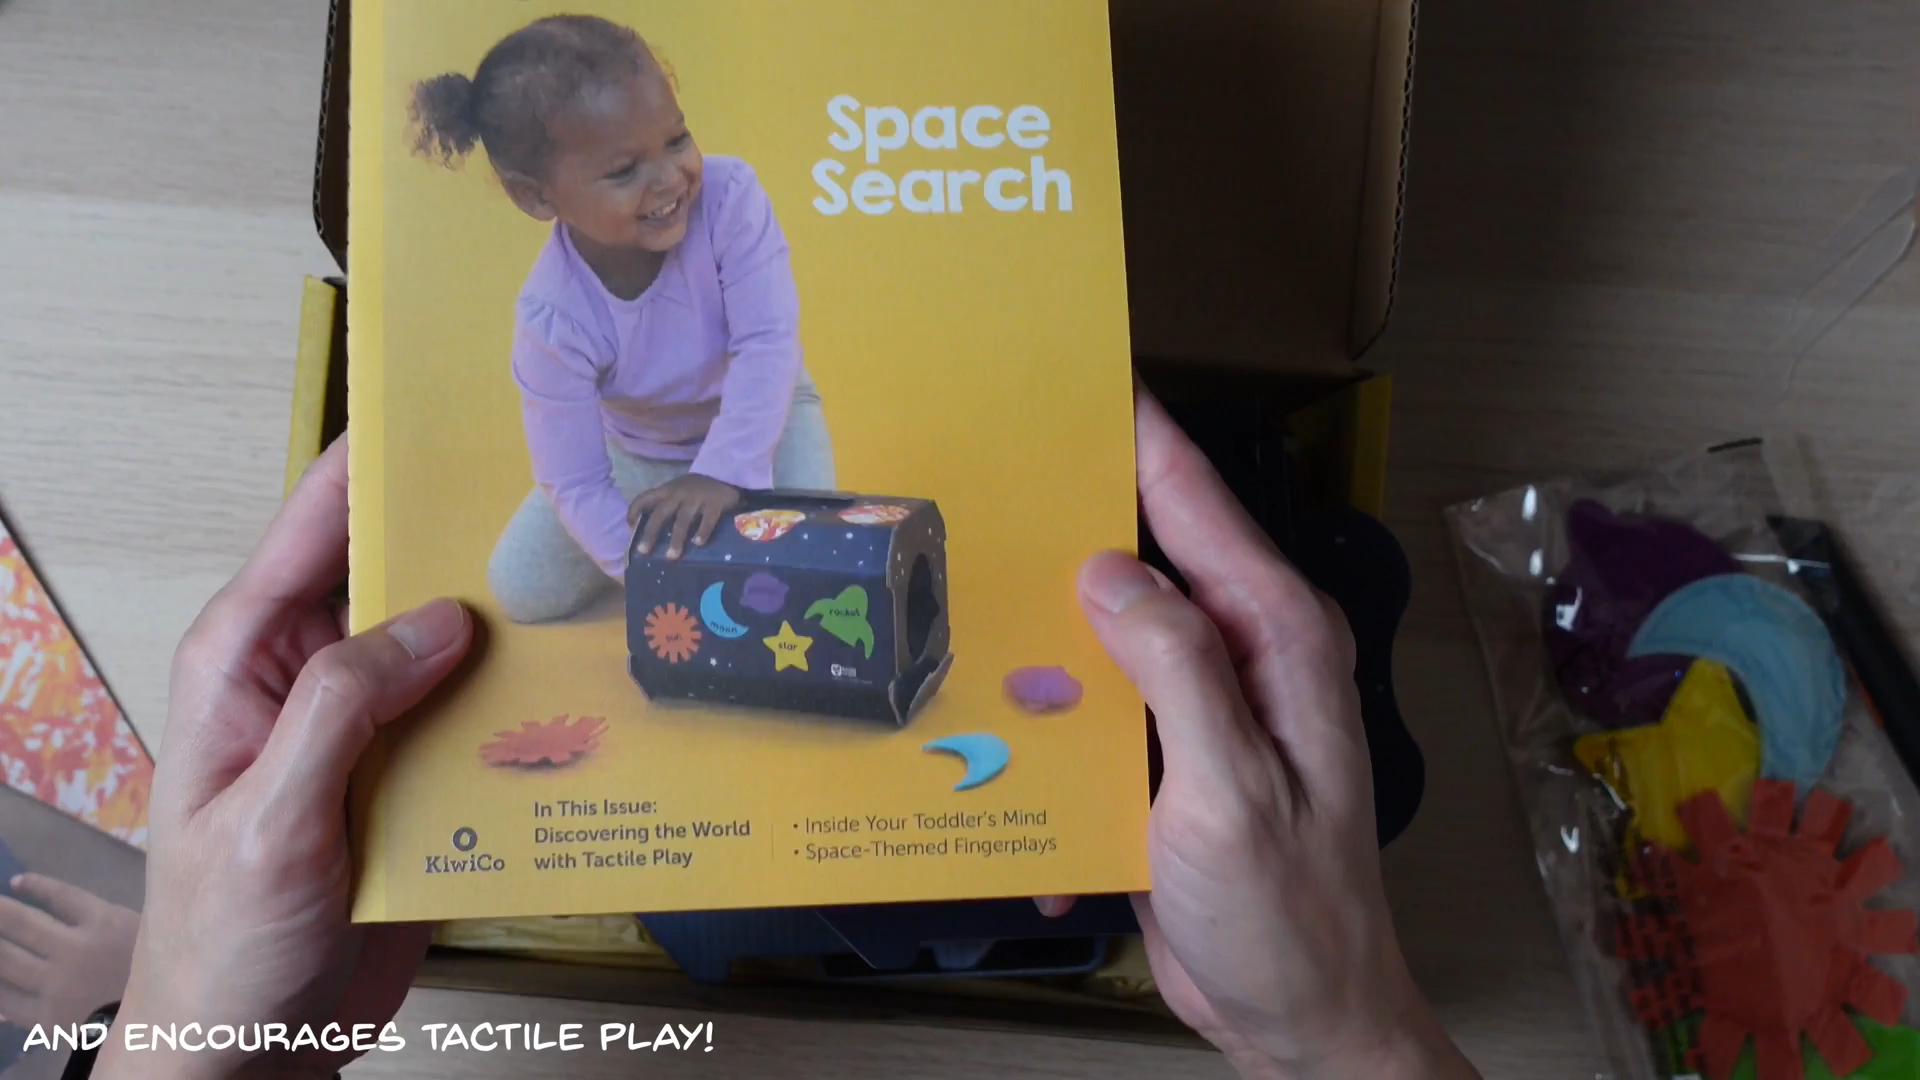 Space
Search
rocket
moon
star
sun
In This Issue:
Discovering the World
with Tactile Play
• Inside Your Toddler's Mind
• Space-Themed Fingerplays
KiwiCo
AND ENCOURAGES TACTILE PLAY!